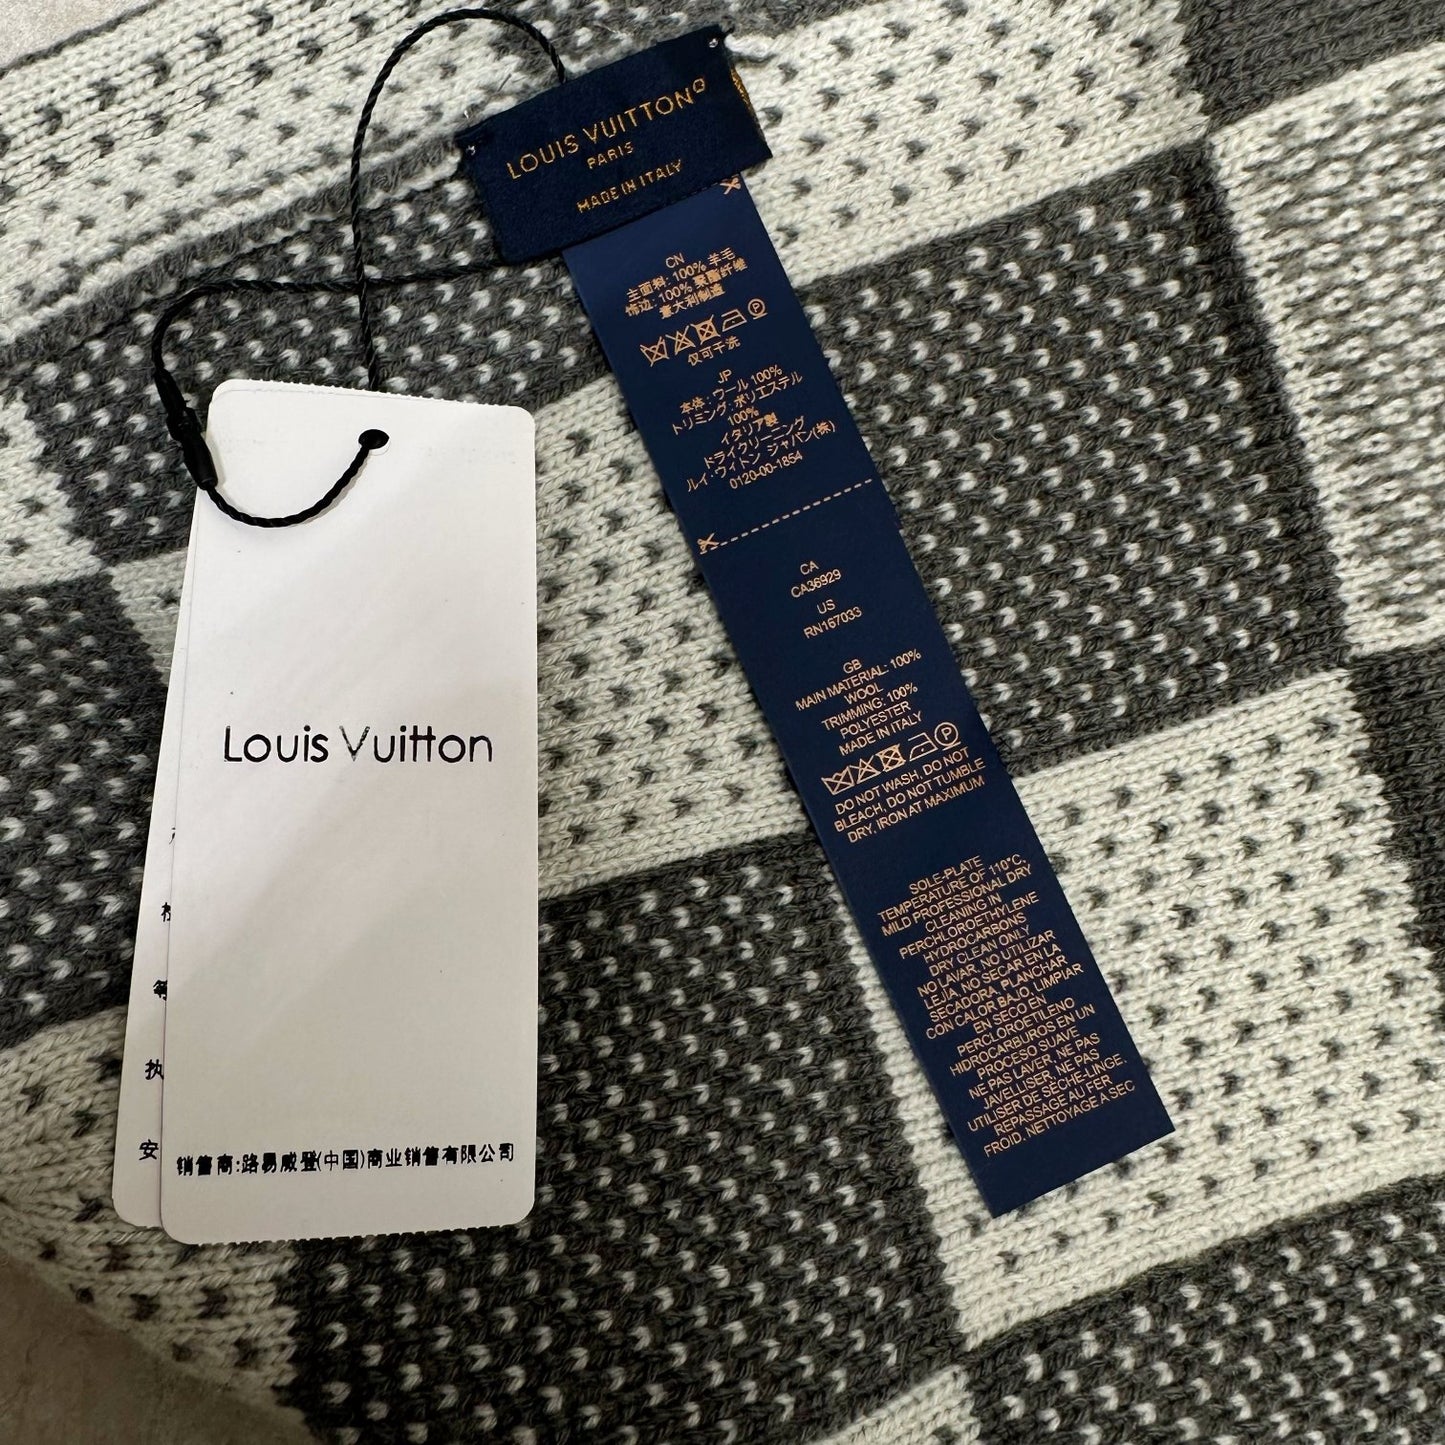 LOUIS VUITTON
PARIS
MADE IN ITALY
CN
主面料: 100% 羊毛
饰边: 100% 聚酯纤维
意大利制造
P
仅可干洗
JP
本体: ウール 100%
トリミング: ポリエステル
100%
イタリア製
ドライクリーニング
ルイ・ヴィトン ジャパン(株)
0120-00-1854
CA
CA36929
US
RN167033
GB
MAIN MATERIAL: 100%
WOOL
TRIMMING: 100%
POLYESTER
MADE IN ITALY
P
DO NOT WASH, DO NOT
BLEACH, DO NOT TUMBLE
DRY, IRON AT MAXIMUM
SOLE-PLATE
TEMPERATURE OF 110°C,
MILD PROFESSIONAL DRY
CLEANING IN
PERCHLOROETHYLENE
HYDROCARBONS
DRY CLEAN ONLY
NO LAVAR, NO UTILIZAR
LEJÍA, NO SECAR EN LA
SECADORA, PLANCHAR
CON CALOR BAJO, LIMPIAR
EN SECO EN
PERCLOROETILENO
HIDROCARBUROS EN UN
PROCESO SUAVE
NE PAS LAVER, NE PAS
JAVELLISER, NE PAS
UTILISER DE SÈCHE-LINGE.
REPASSAGE AU FER
FROID. NETTOYAGE A SEC
Louis Vuitton
等
执
安
销售商:路易威登(中国)商业销售有限公司